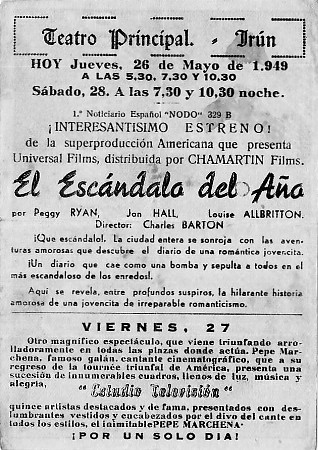 Teatro Principal. - Irún
HOY Jueves, 26 de Mayo de 1.949
A LAS 5,30, 7,30 Y 10,30
Sábado, 28. A las 7,30 y 10,30 noche.
1.º Noticiario Español "NODO" 329 B
¡INTERESANTISIMO ESTRENO!
de la superproducción Americana que presenta
Universal Films, distribuida por CHAMARTIN Films.
El Escándalo del Año
por Peggy RYAN, Jon HALL, Louise ALLBRITTON.
Director: Charles BARTON
¡Que escándalo!. La ciudad entera se sonroja con las aven-
turas amorosas que descubre el diario de una romántica jovencita.
¡Un diario que cae como una bomba y sepulta a todos en el
más escandaloso de los enredos!.
Aquí se revela, entre profundos suspiros, la hilarante historia
amorosa de una jovencita de irreparable romanticismo.
VIERNES, 27
Otro magnífico espectáculo, que viene triunfando arro-
lladoramente en todas las plazas donde actúa. Pepe Mar-
chena, famoso galán, cantante cinematográfico, que a su
regreso de la tournée triunfal de América, presenta una
sucesión de innumerables cuadros, llenos de luz, música y
alegría,
"Estudio Televisión"
quince artistas destacados y de fama, presentados con des-
lumbrantes vestidos y encabezados por el divo del cante en
todos los estilos, el inimitable PEPE MARCHENA.
¡POR UN SOLO DIA!